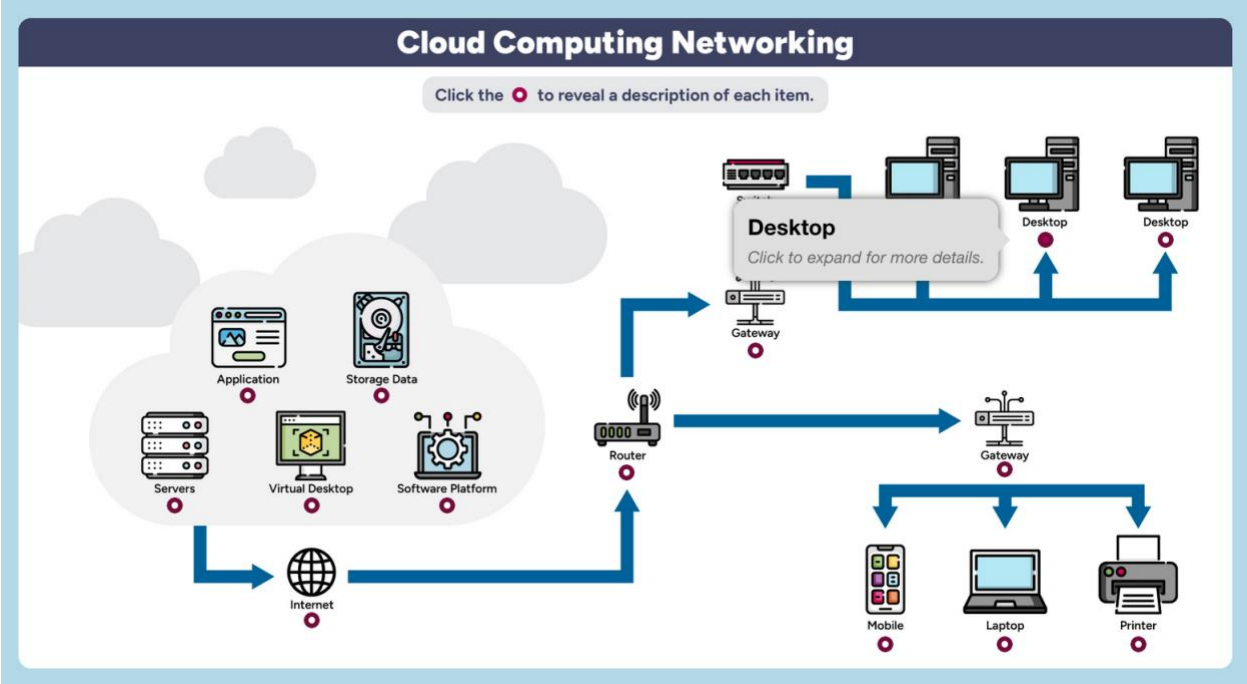 Cloud Computing Networking
Click the to reveal a description of each item.
Desktop
Desktop
Desktop
Click to expand for more details.
Gateway
Application
Storage Data
Servers
Virtual Desktop
Software Platform
Router
Gateway
Internet
Mobile
Laptop
Printer